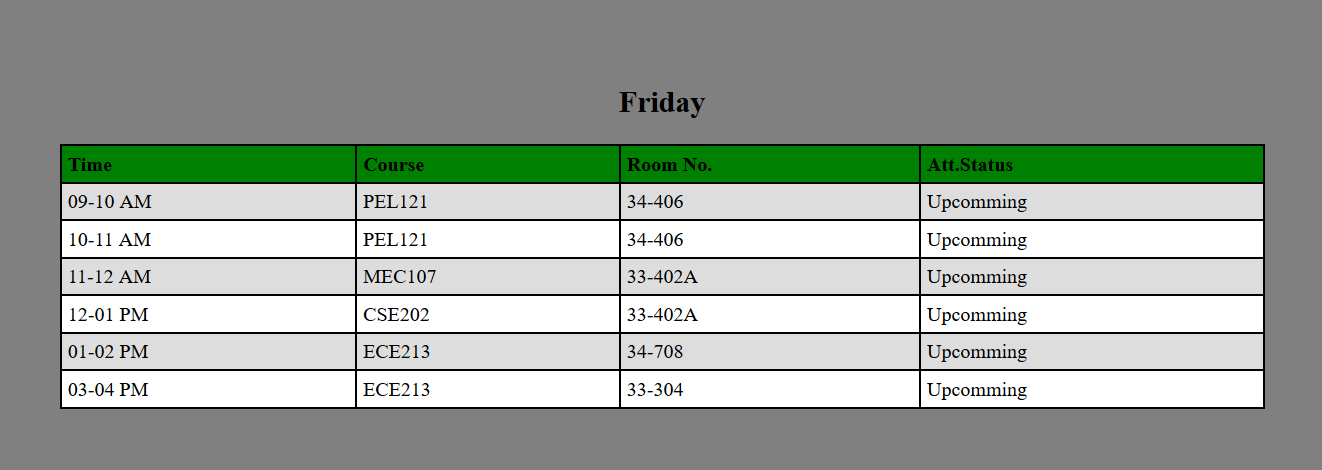 Friday
Time Course Room No. Att.Status
09-10 AM PEL121 34-406 Upcomming
10-11 AM PEL121 34-406 Upcomming
11-12 AM MEC107 33-402A Upcomming
12-01 PM CSE202 33-402A Upcomming
01-02 PM ECE213 34-708 Upcomming
03-04 PM ECE213 33-304 Upcomming